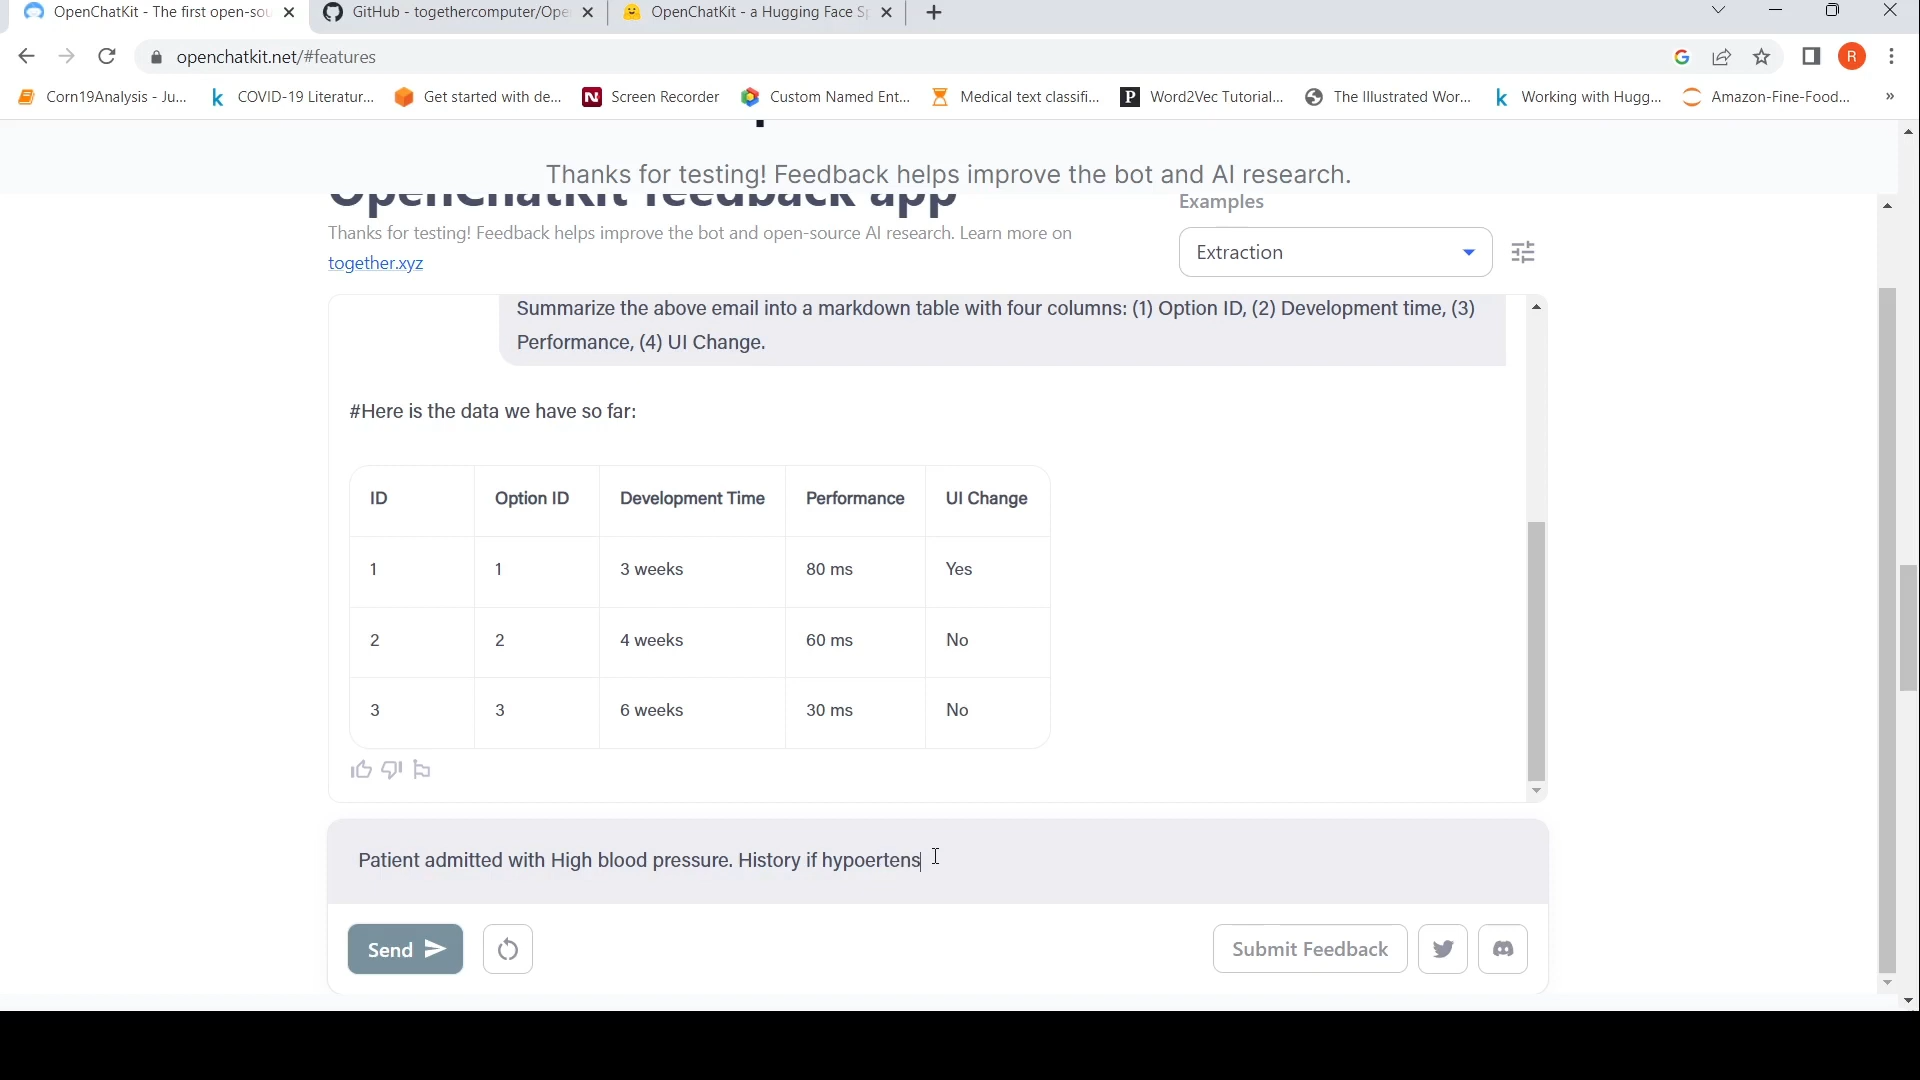 OpenChatKit - The first open-sou
GitHub - togethercomputer/Ope
OpenChatKit - a Hugging Face S
openchatkit.net/#features
R
Corn19Analysis - Ju...
COVID-19 Literatur...
Get started with de...
N Screen Recorder
Custom Named Ent...
Medical text classifi...
P Word2Vec Tutorial...
The Illustrated Wor...
Working with Hugg...
Amazon-Fine-Food...
»
Thanks for testing! Feedback helps improve the bot and AI research.
OpenChatKit feedback app
Thanks for testing! Feedback helps improve the bot and open-source AI research. Learn more on
together.xyz
Examples
Extraction
Summarize the above email into a markdown table with four columns: (1) Option ID, (2) Development time, (3)
Performance, (4) UI Change.
#Here is the data we have so far:
ID Option ID Development Time Performance UI Change
1 1 3 weeks 80 ms Yes
2 2 4 weeks 60 ms No
3 3 6 weeks 30 ms No
Patient admitted with High blood pressure. History if hypoertens
Send
Submit Feedback